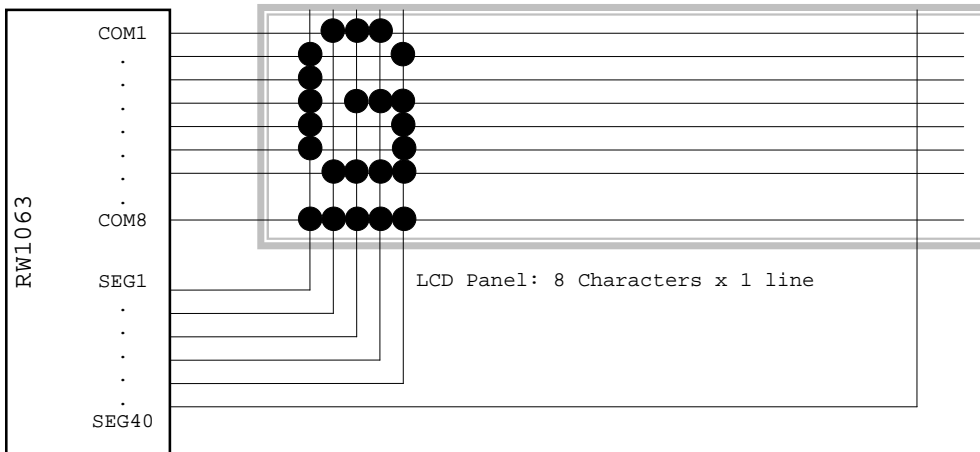 COM1
.
.
.
.
.
.
.
COM8
RW1063
SEG1
LCD Panel: 8 Characters x 1 line
.
.
.
.
.
SEG40